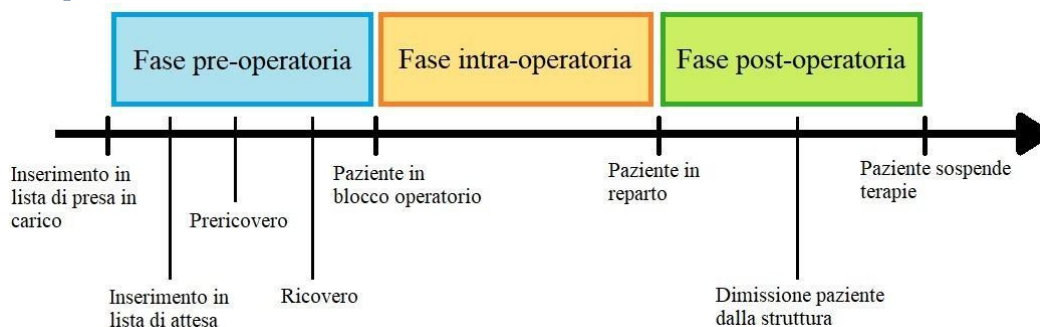 Fase pre-operatoria
Fase intra-operatoria
Fase post-operatoria
Inserimento in
lista di presa in
carico
Inserimento in
lista di attesa
Prericovero
Ricovero
Paziente in
blocco operatorio
Paziente in
reparto
Dimissione paziente
dalla struttura
Paziente sospende
terapie